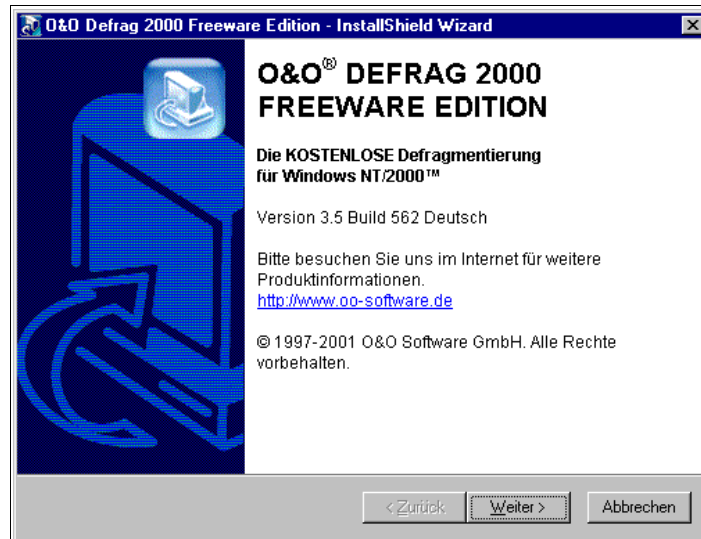 O&O Defrag 2000 Freeware Edition - InstallShield Wizard
O&O® DEFRAG 2000
FREEWARE EDITION
Die KOSTENLOSE Defragmentierung
für Windows NT/2000™
Version 3.5 Build 562 Deutsch
Bitte besuchen Sie uns im Internet für weitere
Produktinformationen.
http://www.oo-software.de
© 1997-2001 O&O Software GmbH. Alle Rechte
vorbehalten.
< Zurück
Weiter >
Abbrechen